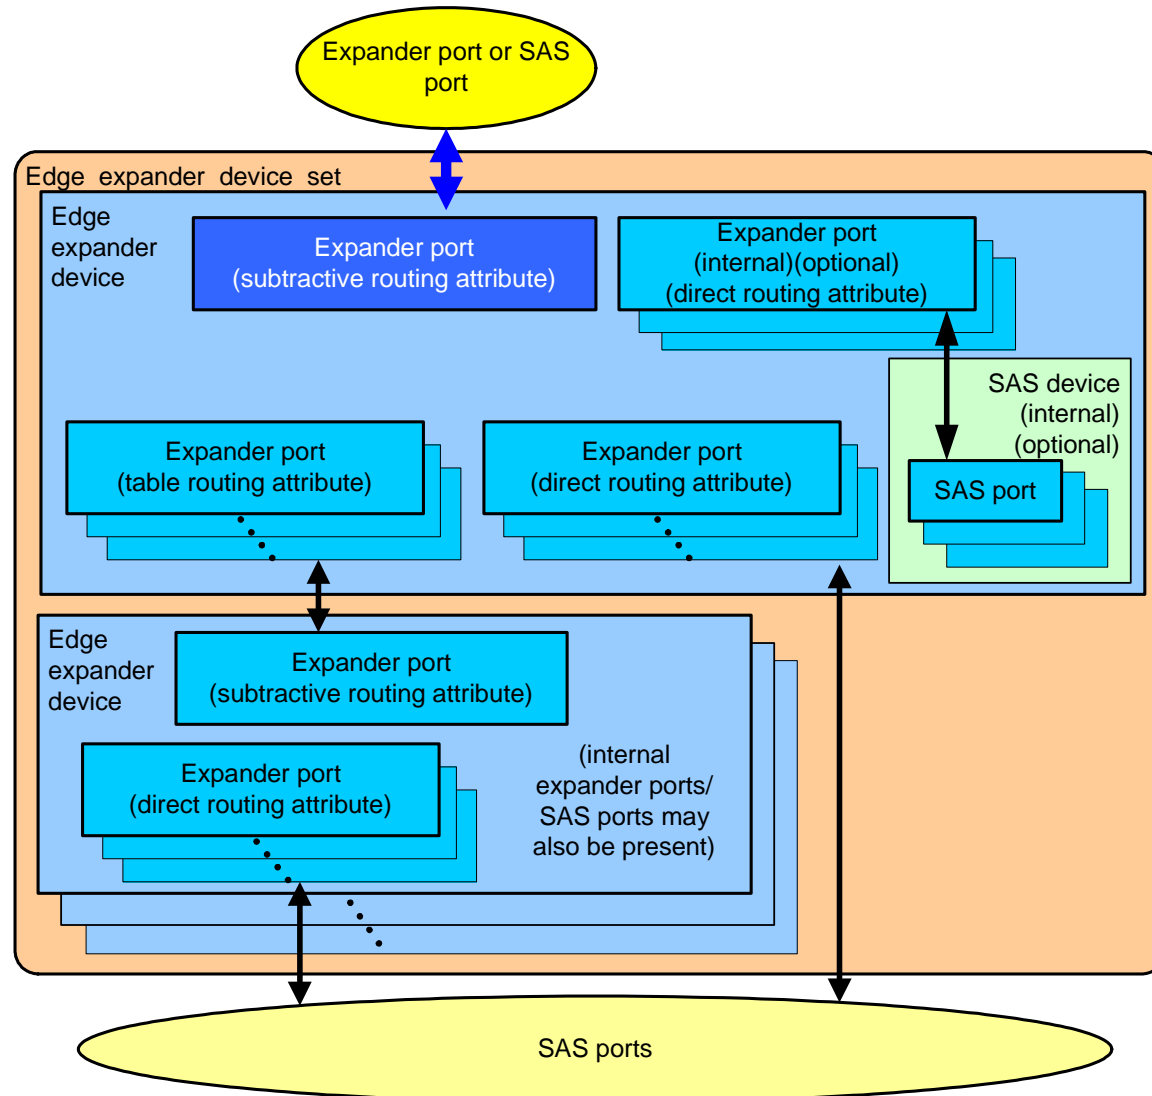 Expander port or SAS
port
Edge expander device set
Edge
expander
device
Expander port
(subtractive routing attribute)
Expander port
(internal)(optional)
(direct routing attribute)
SAS device
(internal)
(optional)
SAS port
Expander port
(table routing attribute)
Expander port
(direct routing attribute)
Edge
expander
device
Expander port
(subtractive routing attribute)
Expander port
(direct routing attribute)
(internal
expander ports/
SAS ports may
also be present)
SAS ports